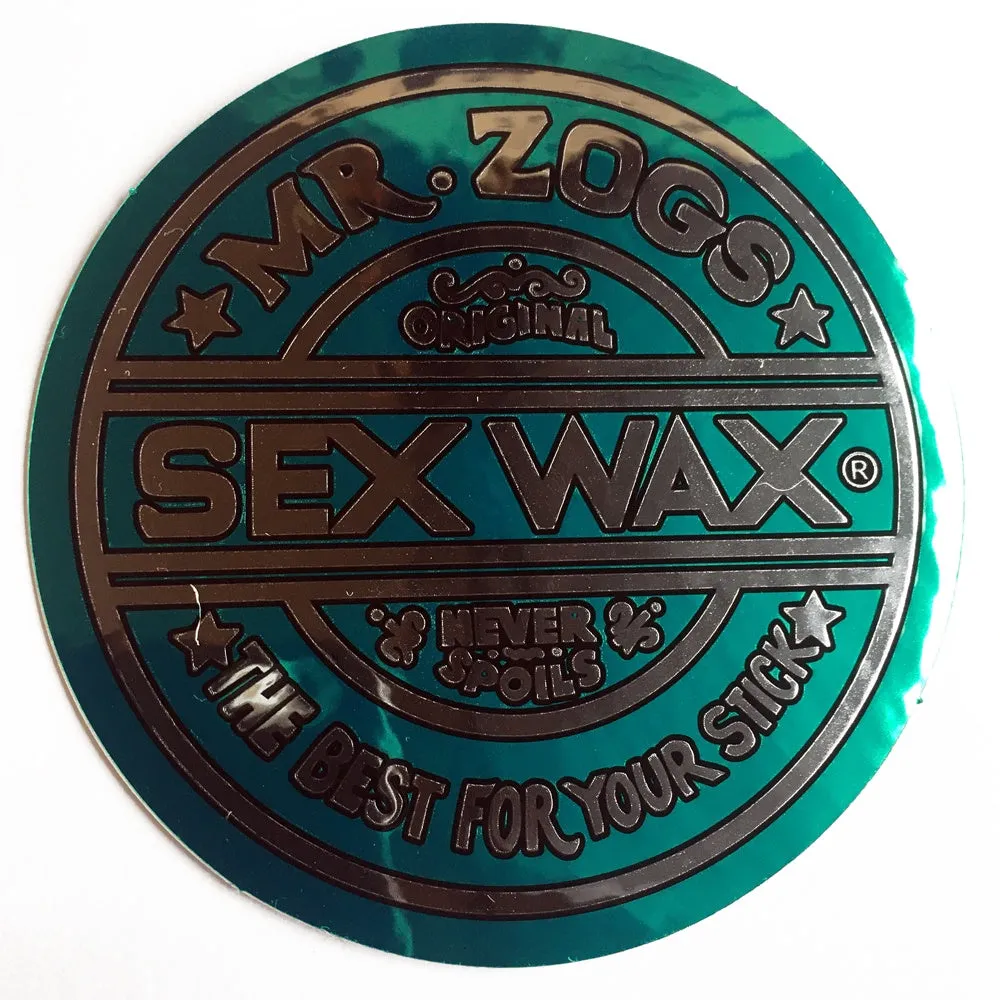 MR. ZOGS
ORIGINAL
SEX WAX®
NEVER
SPOILS
THE BEST FOR YOUR STICK